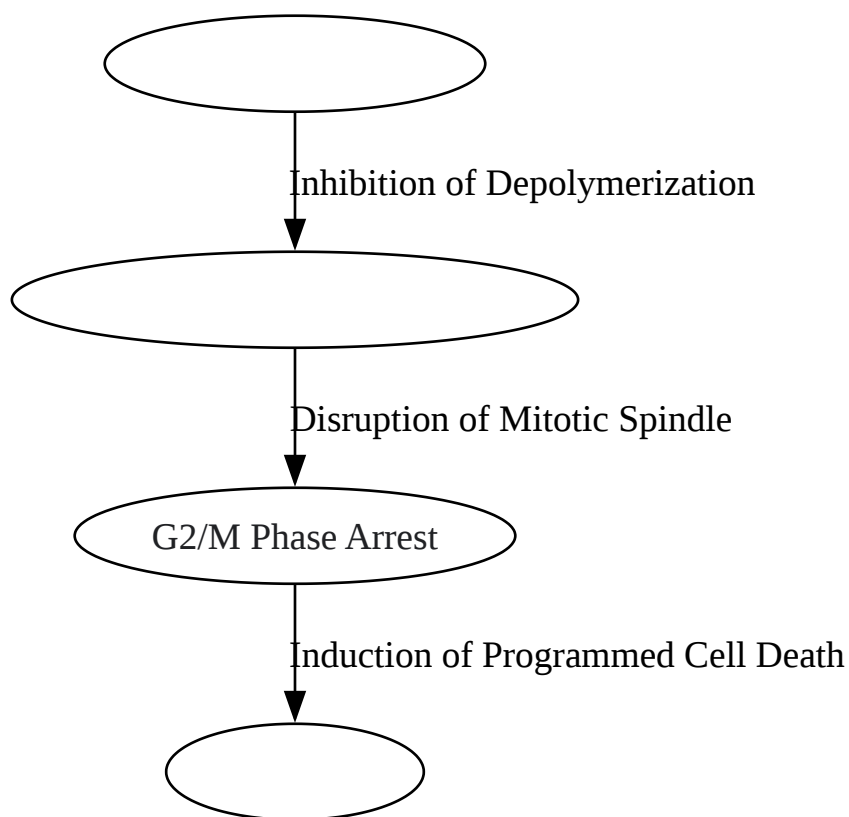 Inhibition of Depolymerization
Disruption of Mitotic Spindle
G2/M Phase Arrest
Induction of Programmed Cell Death